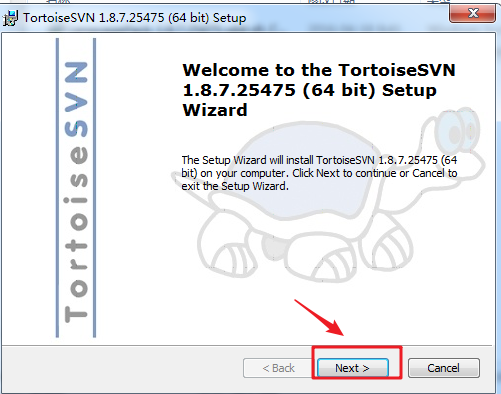 TortoiseSVN 1.8.7.25475 (64 bit) Setup
Welcome to the TortoiseSVN
1.8.7.25475 (64 bit) Setup
Wizard
The Setup Wizard will install TortoiseSVN 1.8.7.25475 (64
bit) on your computer. Click Next to continue or Cancel to
exit the Setup Wizard.
TortoiseSVN
< Back
Next >
Cancel